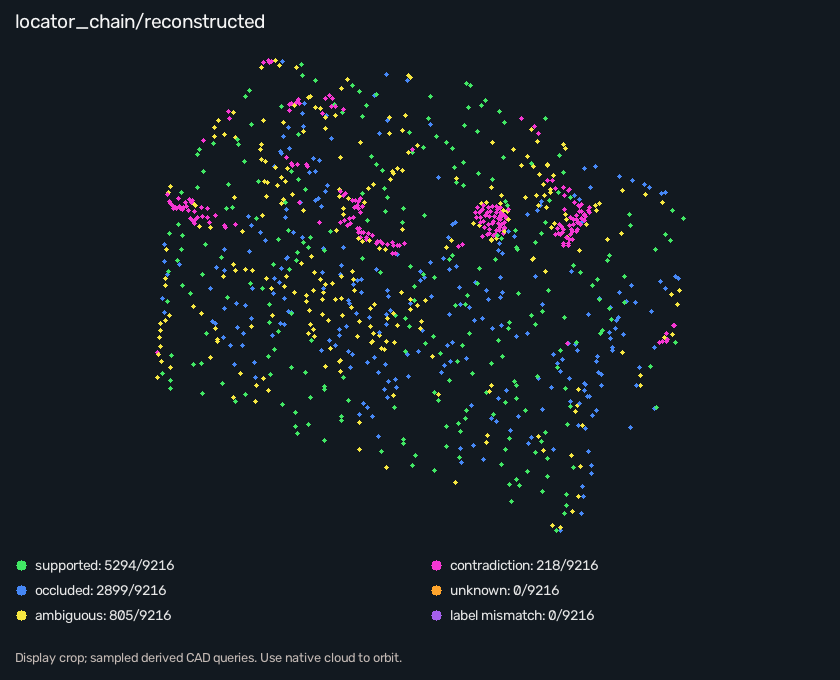 locator_chain/reconstructed
supported: 5294/9216
contradiction: 218/9216
occluded: 2899/9216
unknown: 0/9216
ambiguous: 805/9216
label mismatch: 0/9216
Display crop; sampled derived CAD queries. Use native cloud to orbit.